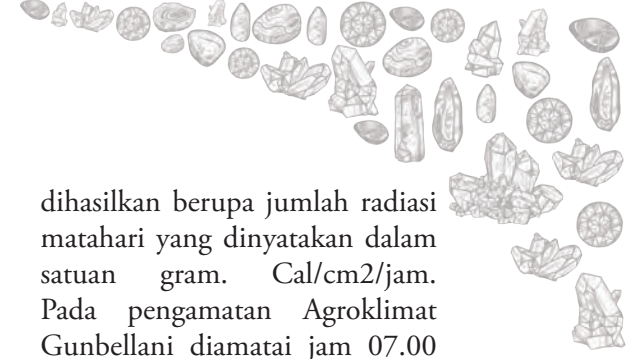 dihasilkan berupa jumlah radiasi
matahari yang dinyatakan dalam
satuan gram. Cal/cm2/jam.
Pada pengamatan Agroklimat
Gunbellani diamatai jam 07.00